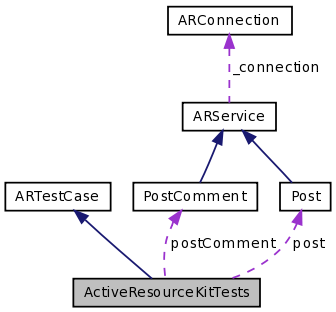 ARConnection
_connection
ARService
ARTestCase
PostComment
Post
postComment
post
ActiveResourceKitTests